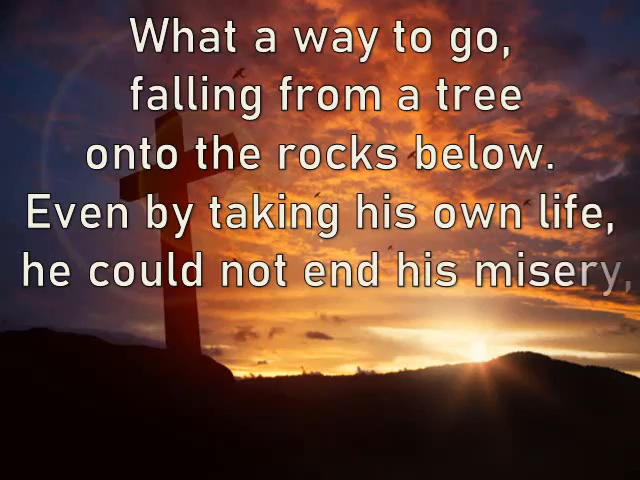 What a way to go,
falling from a tree
onto the rocks below.
Even by taking his own life,
he could not end his misery,